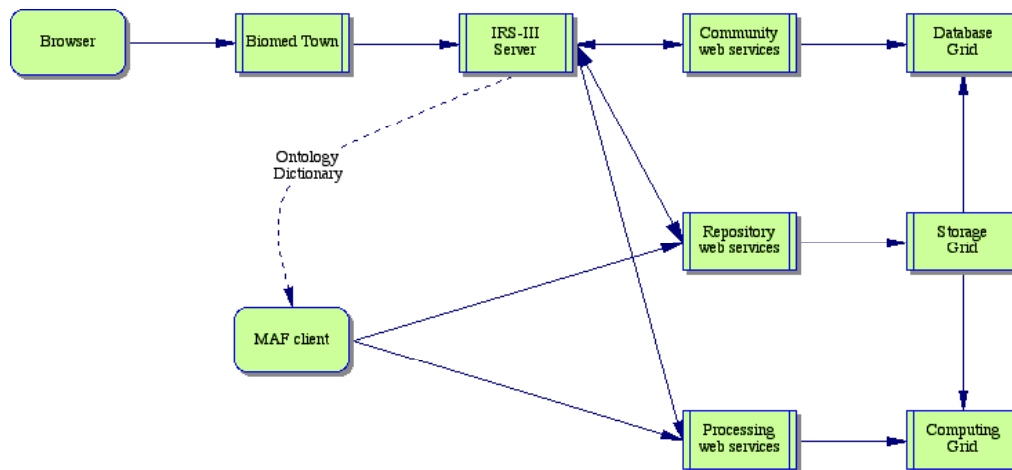 Browser
Biomed Town
IRS-III
Server
Community
web services
Database
Grid
Ontology
Dictionary
Repository
web services
Storage
Grid
MAF client
Processing
web services
Computing
Grid